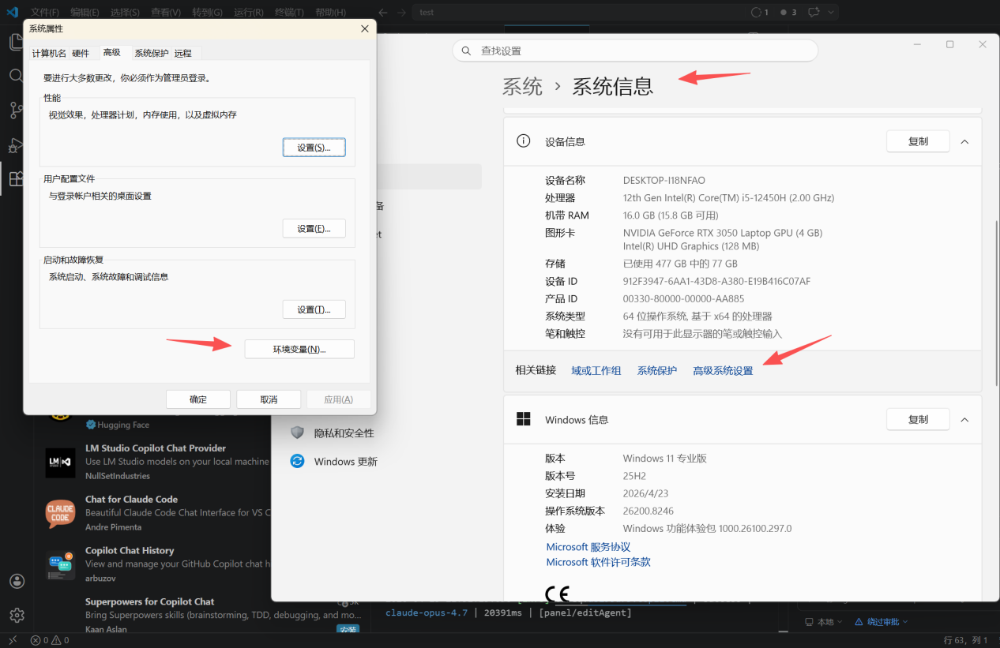 文件(F) 编辑(E) 选择(S) 查看(V) 转到(G) 运行(R) 终端(T) 帮助(H)
test
1 3
系统属性
计算机名 硬件 高级 系统保护 远程
要进行大多数更改，你必须作为管理员登录。
性能
视觉效果，处理器计划，内存使用，以及虚拟内存
设置(S)...
用户配置文件
与登录帐户相关的桌面设置
设置(E)...
启动和故障恢复
系统启动、系统故障和调试信息
设置(T)...
环境变量(N)...
确定 取消 应用(A)
查找设置
系统 › 系统信息
设备信息 复制
设备名称 DESKTOP-I18NFAO
处理器 12th Gen Intel(R) Core(TM) i5-12450H (2.00 GHz)
机带 RAM 16.0 GB (15.8 GB 可用)
图形卡 NVIDIA GeForce RTX 3050 Laptop GPU (4 GB)
Intel(R) UHD Graphics (128 MB)
存储 已使用 477 GB 中的 77 GB
设备 ID 912F3947-6AA1-43D8-A380-E19B416C07AF
产品 ID 00330-80000-00000-AA885
系统类型 64 位操作系统, 基于 x64 的处理器
笔和触控 没有可用于此显示器的笔或触控输入
相关链接 域或工作组 系统保护 高级系统设置
Windows 信息 复制
版本 Windows 11 专业版
版本号 25H2
安装日期 2026/4/23
操作系统版本 26200.8246
体验 Windows 功能体验包 1000.26100.297.0
Microsoft 服务协议
Microsoft 软件许可条款
CE
备
et
隐私和安全性
Windows 更新
Hugging Face
LM Studio Copilot Chat Provider
Use LM Studio models on your local machine
NullSetIndustries
CLAUDE CODE
Chat for Claude Code
Beautiful Claude Code Chat Interface for VS C
Andre Pimenta
Copilot Chat History
View and manage your GitHub Copilot chat h
arbuzov
Superpowers for Copilot Chat
Bring Superpowers skills (brainstorming, TDD, debugging, and mo...
Kaan Aslan 安装
claude-opus-4.7 | 20391ms | [panel/editAgent]
本地 绕过审批
0 0 行 63，列 1